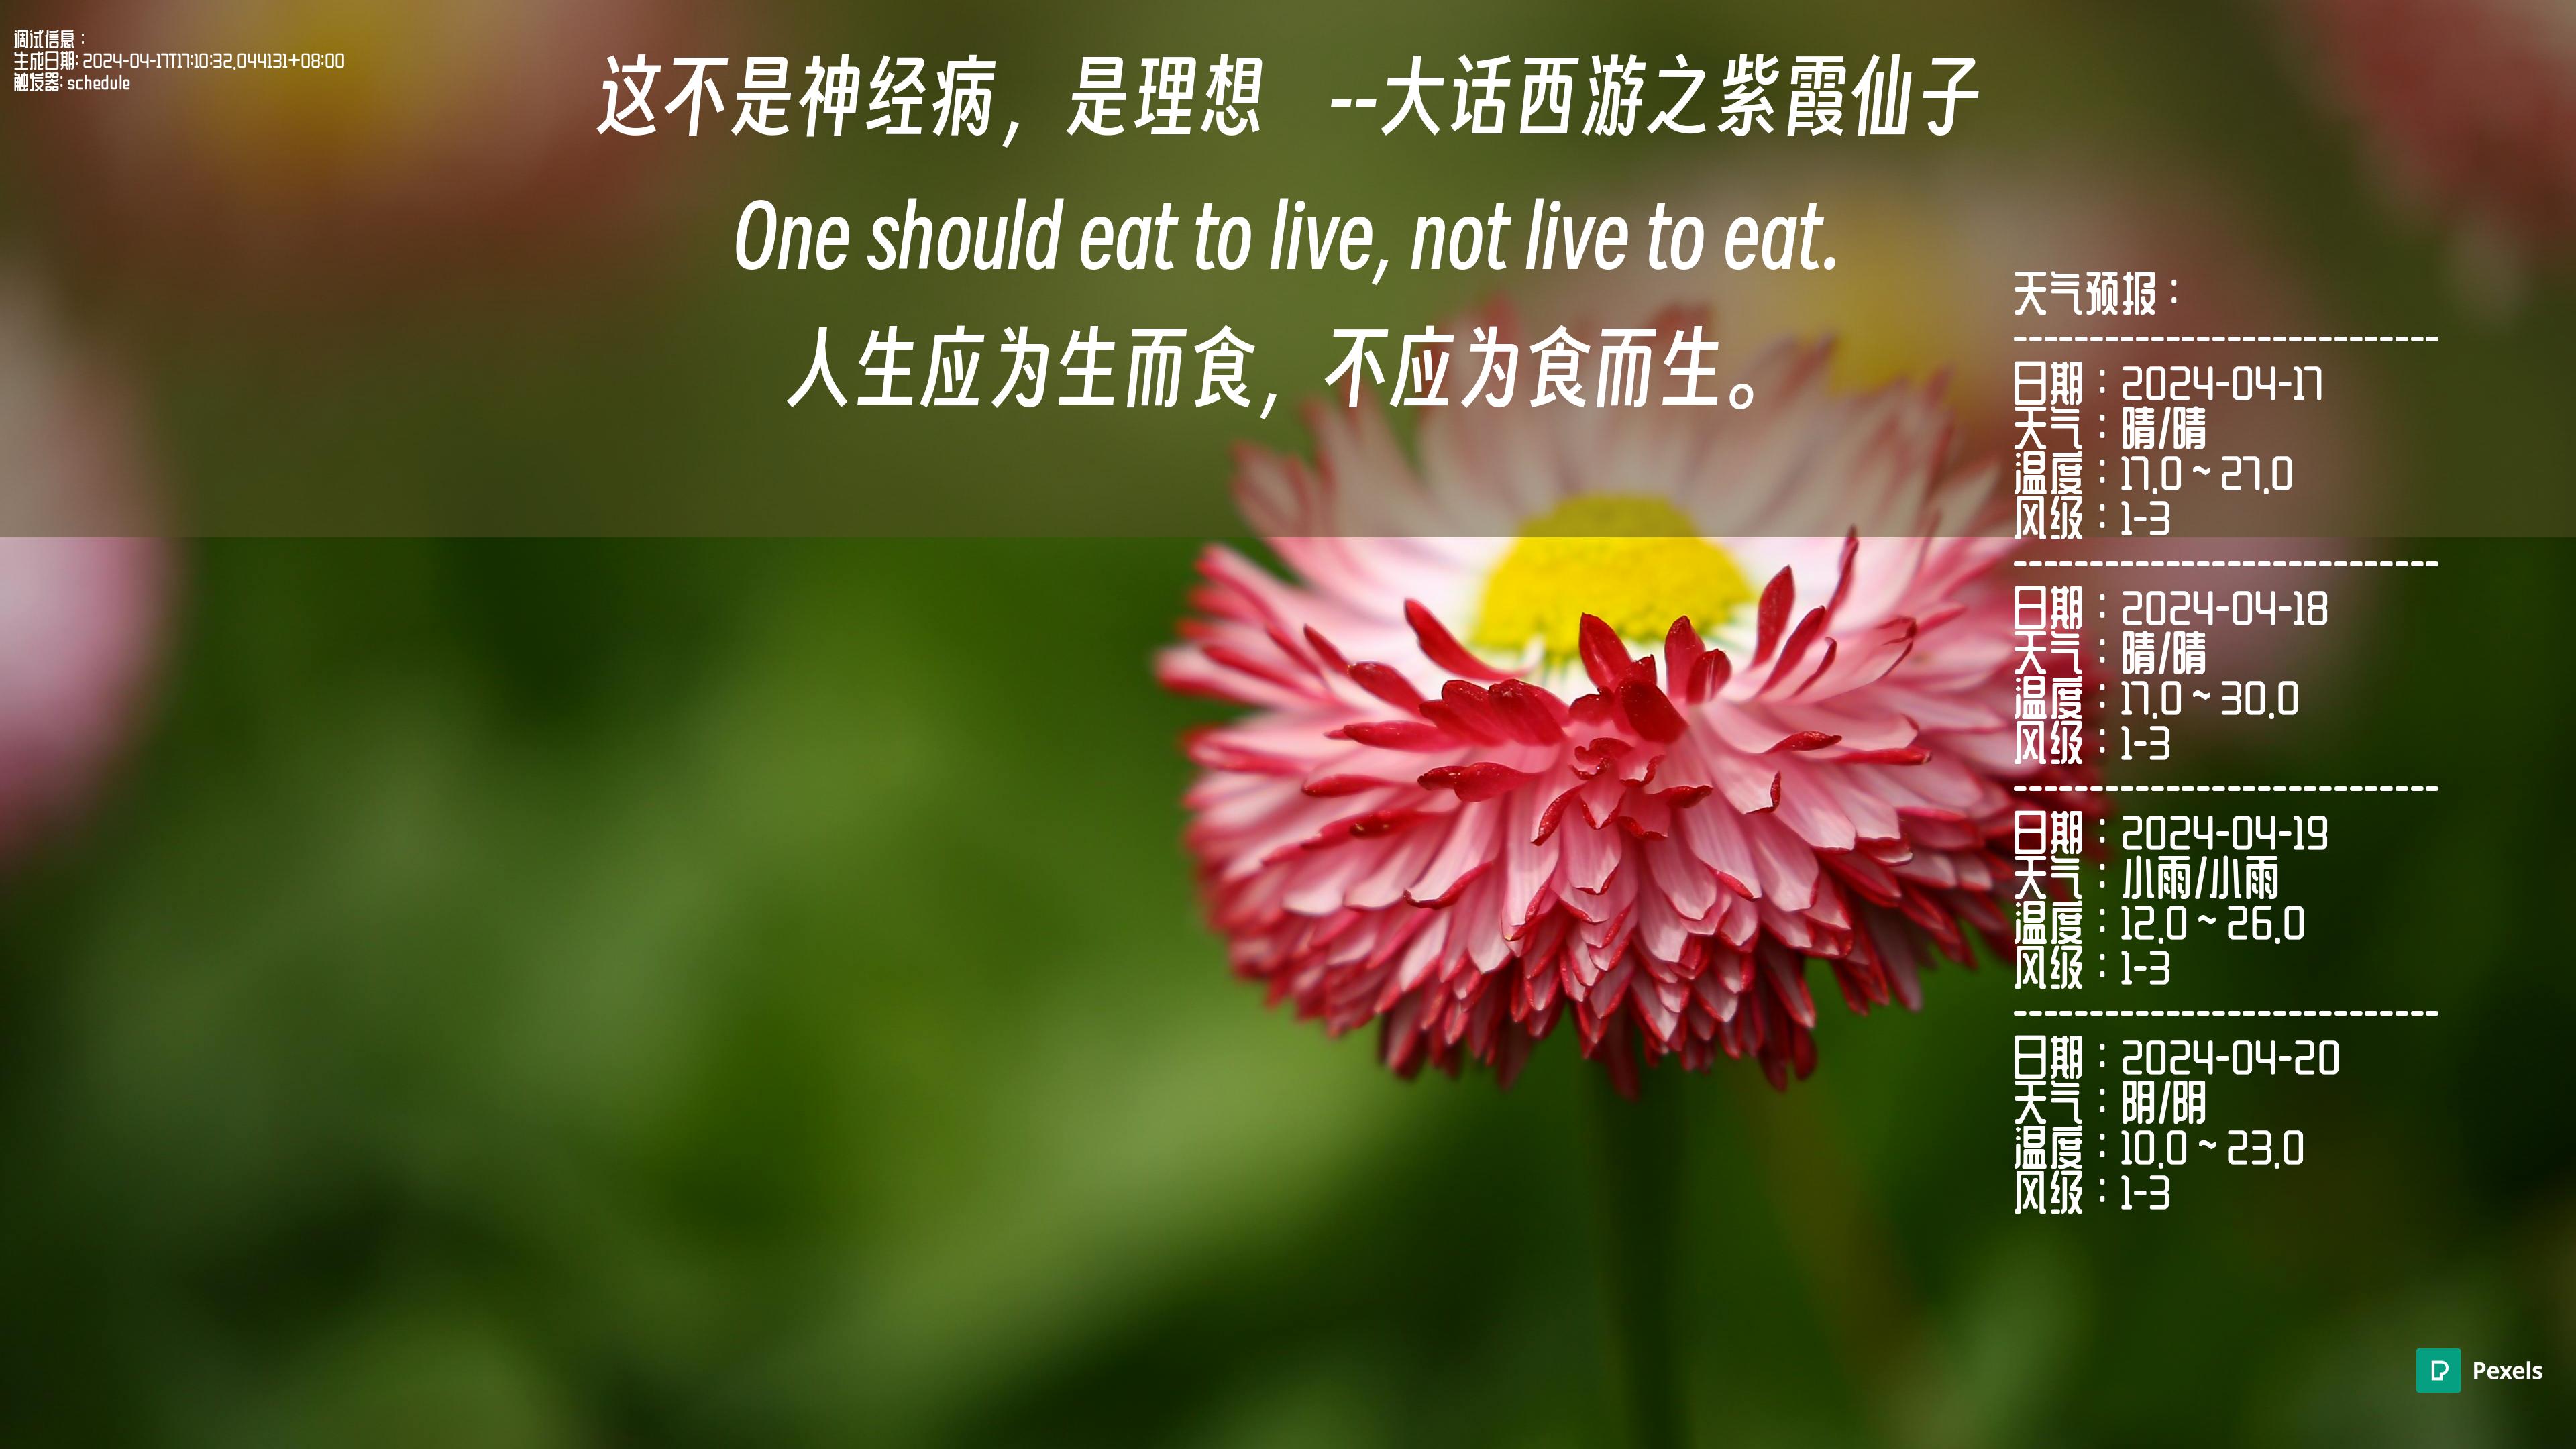 调试信息：
生成日期: 2024-04-17T17:10:32.044131+08:00
触发器: schedule
这不是神经病，是理想 --大话西游之紫霞仙子
One should eat to live, not live to eat.
人生应为生而食，不应为食而生。
天气预报：
----------------------------
日期：2024-04-17
天气：晴/晴
温度：17.0 ~ 27.0
风级：1-3
----------------------------
日期：2024-04-18
天气：晴/晴
温度：17.0 ~ 30.0
风级：1-3
----------------------------
日期：2024-04-19
天气：小雨/小雨
温度：12.0 ~ 26.0
风级：1-3
----------------------------
日期：2024-04-20
天气：阴/阴
温度：10.0 ~ 23.0
风级：1-3
Pexels